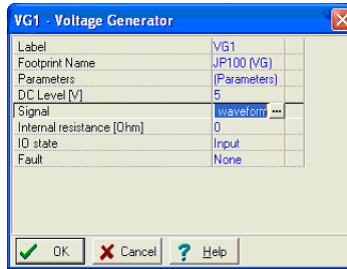 VG1 - Voltage Generator
Label VG1
Footprint Name JP100 (VG)
Parameters (Parameters)
DC Level [V] 5
Signal waveform ...
Internal resistance [Ohm] 0
IO state Input
Fault None
OK Cancel ? Help